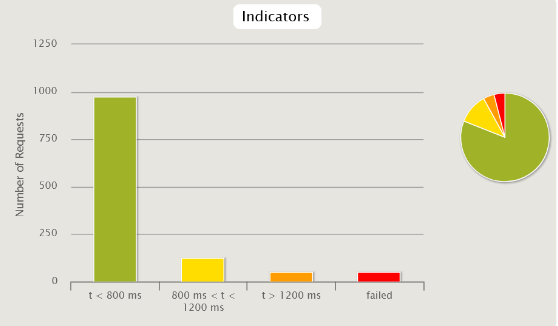 Indicators
1250
1000
750
500
250
0
Number of Requests
t < 800 ms
800 ms < t <
1200 ms
t > 1200 ms
failed